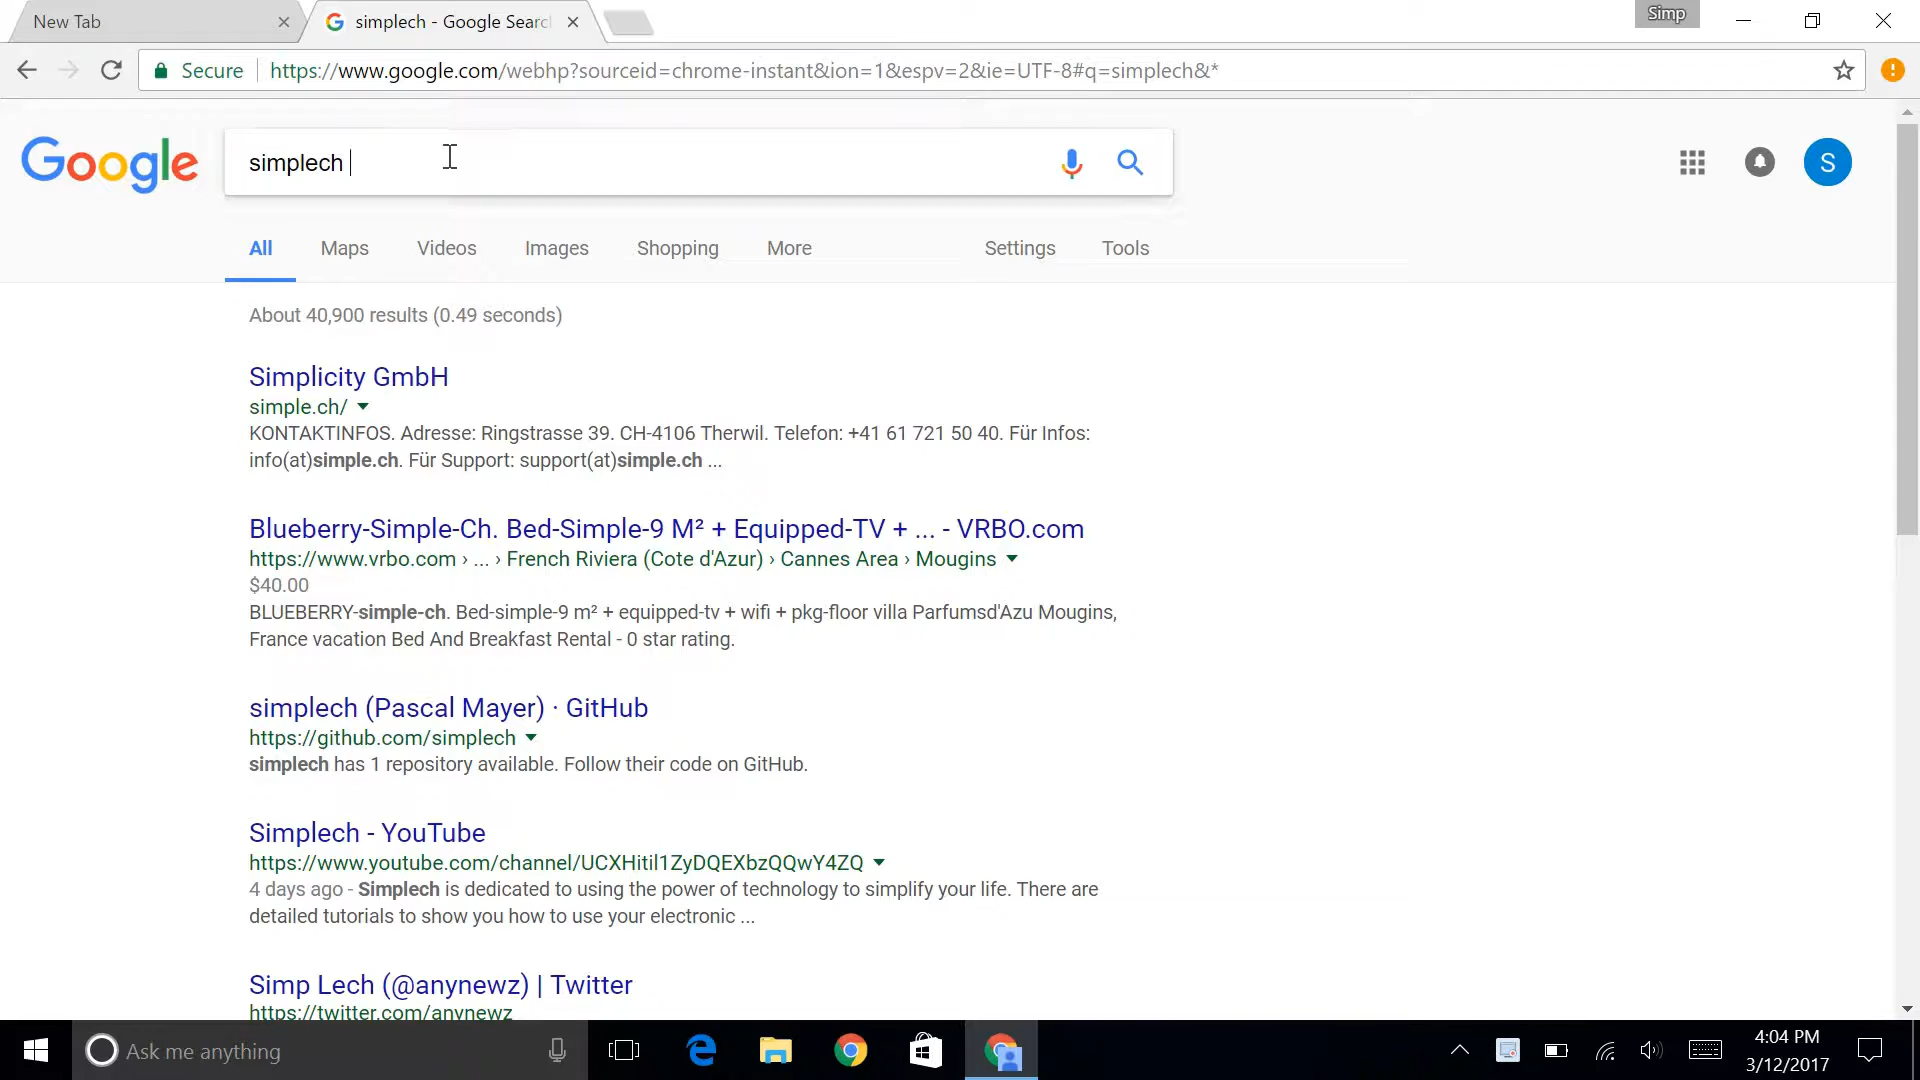 New Tab
simplech - Google Searc
Simp
Secure
https://www.google.com/webhp?sourceid=chrome-instant&ion=1&espv=2&ie=UTF-8#q=simplech&*
Google
simplech
S
All Maps Videos Images Shopping More Settings Tools
About 40,900 results (0.49 seconds)
Simplicity GmbH
simple.ch/
KONTAKTINFOS. Adresse: Ringstrasse 39. CH-4106 Therwil. Telefon: +41 61 721 50 40. Für Infos:
info(at)simple.ch. Für Support: support(at)simple.ch ...
Blueberry-Simple-Ch. Bed-Simple-9 M² + Equipped-TV + ... - VRBO.com
https://www.vrbo.com › ... › French Riviera (Cote d'Azur) › Cannes Area › Mougins
$40.00
BLUEBERRY-simple-ch. Bed-simple-9 m² + equipped-tv + wifi + pkg-floor villa Parfumsd'Azu Mougins,
France vacation Bed And Breakfast Rental - 0 star rating.
simplech (Pascal Mayer) · GitHub
https://github.com/simplech
simplech has 1 repository available. Follow their code on GitHub.
Simplech - YouTube
https://www.youtube.com/channel/UCXHitil1ZyDQEXbzQQwY4ZQ
4 days ago - Simplech is dedicated to using the power of technology to simplify your life. There are
detailed tutorials to show you how to use your electronic ...
Simp Lech (@anynewz) | Twitter
https://twitter.com/anynewz
Ask me anything
4:04 PM
3/12/2017